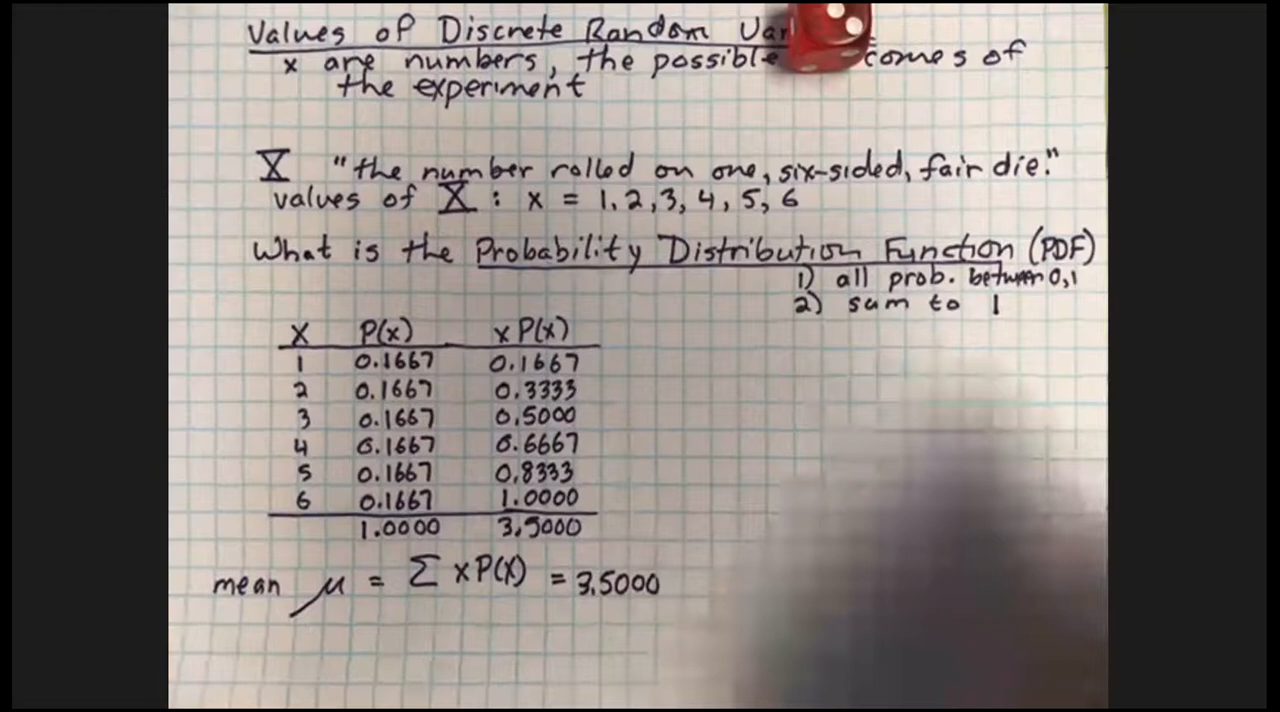 Values of Discrete Random Var
x are numbers, the possible comes of
the experiment
X "the number rolled on one, six-sided, fair die."
values of X : x = 1, 2, 3, 4, 5, 6
What is the Probability Distribution Function (PDF)
1) all prob. between 0,1
2) sum to 1
X P(x) x P(x)
1 0.1667 0.1667
2 0.1667 0.3333
3 0.1667 0.5000
4 0.1667 0.6667
5 0.1667 0.8333
6 0.1667 1.0000
1.0000 3.5000
mean μ = Σ x P(x) = 3.5000